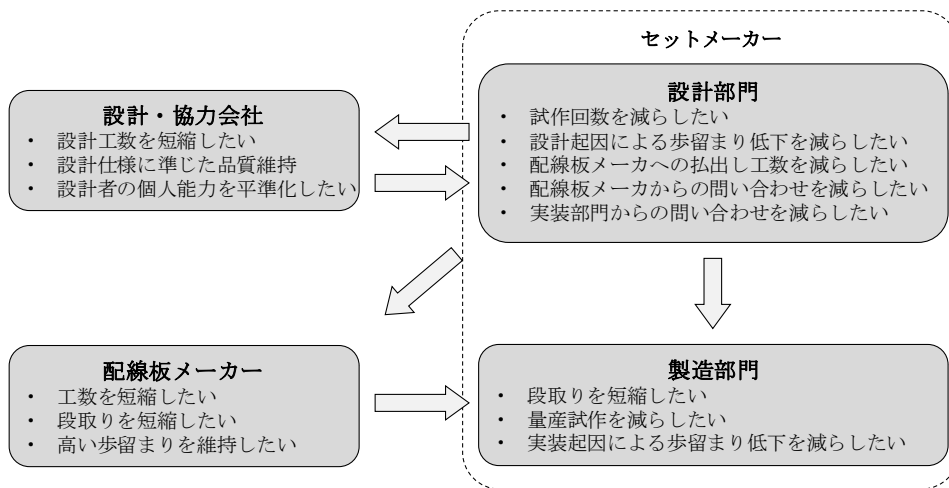 セットメーカー
設計・協力会社
・ 設計工数を短縮したい
・ 設計仕様に準じた品質維持
・ 設計者の個人能力を平準化したい
設計部門
・ 試作回数を減らしたい
・ 設計起因による歩留まり低下を減らしたい
・ 配線板メーカへの払出し工数を減らしたい
・ 配線板メーカからの問い合わせを減らしたい
・ 実装部門からの問い合わせを減らしたい
配線板メーカー
・ 工数を短縮したい
・ 段取りを短縮したい
・ 高い歩留まりを維持したい
製造部門
・ 段取りを短縮したい
・ 量産試作を減らしたい
・ 実装起因による歩留まり低下を減らしたい